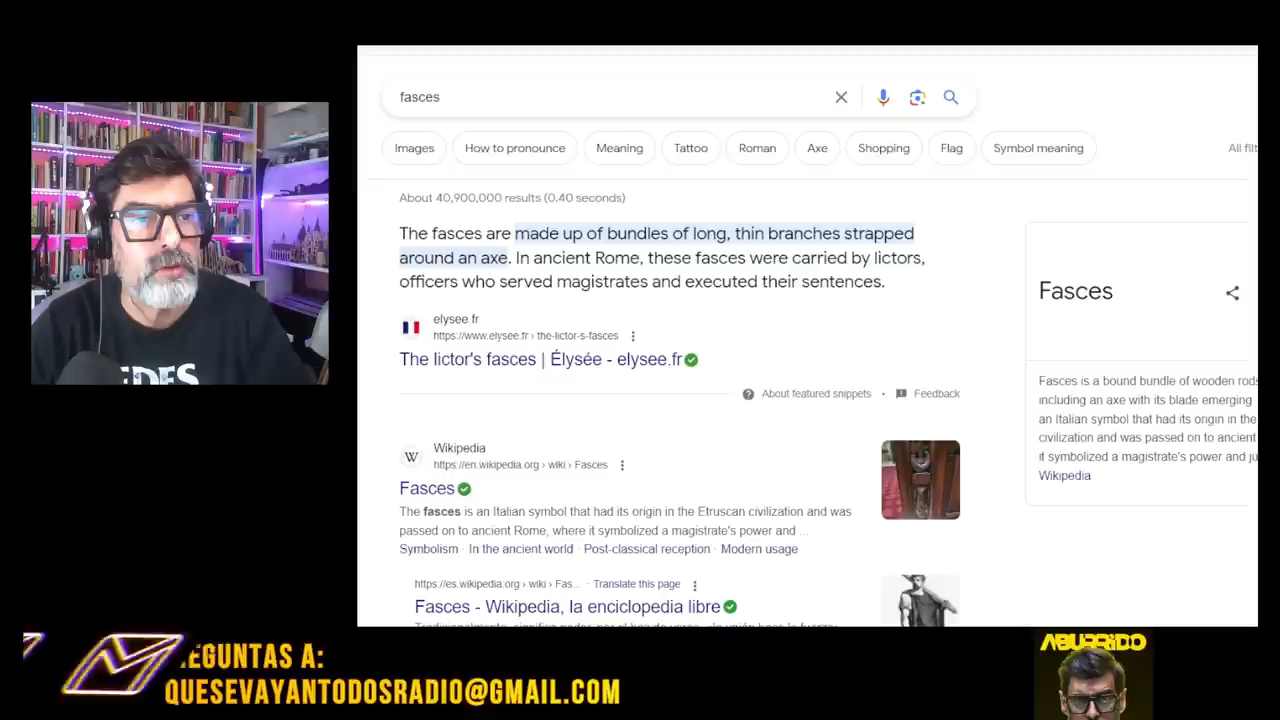 fasces
Images
How to pronounce
Meaning
Tattoo
Roman
Axe
Shopping
Flag
Symbol meaning
All filt
About 40,900,000 results (0.40 seconds)
The fasces are made up of bundles of long, thin branches strapped
around an axe. In ancient Rome, these fasces were carried by lictors,
officers who served magistrates and executed their sentences.
elysee.fr
https://www.elysee.fr › the-lictor-s-fasces
The lictor's fasces | Élysée - elysee.fr
About featured snippets • Feedback
W
Wikipedia
https://en.wikipedia.org › wiki › Fasces
Fasces
The fasces is an Italian symbol that had its origin in the Etruscan civilization and was
passed on to ancient Rome, where it symbolized a magistrate's power and ...
Symbolism · In the ancient world · Post-classical reception · Modern usage
https://es.wikipedia.org › wiki › Fas... · Translate this page
Fasces - Wikipedia, la enciclopedia libre
Fasces
Fasces is a bound bundle of wooden rods
including an axe with its blade emerging
an Italian symbol that had its origin in the
civilization and was passed on to ancient
it symbolized a magistrate's power and ju
Wikipedia
EGUNTAS A:
QUESEVAYANTODOSRADIO@GMAIL.COM
ABURRIDO